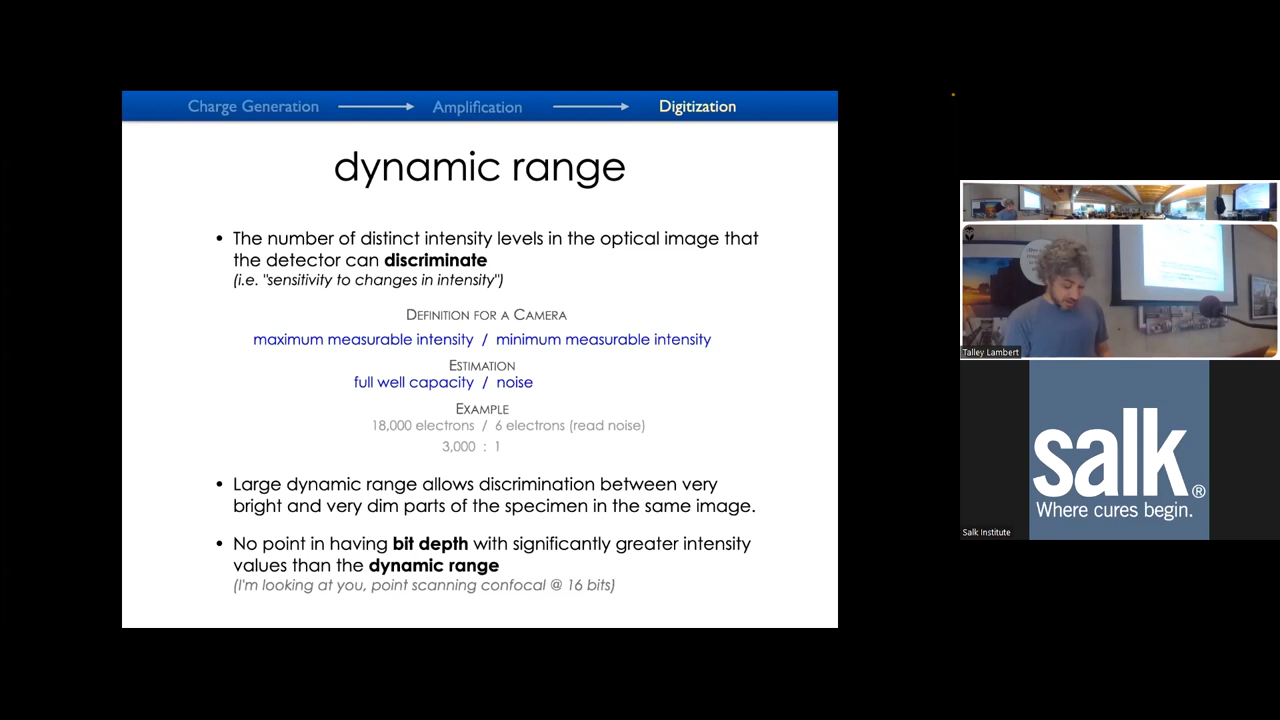 Charge Generation
Amplification
Digitization
dynamic range
• The number of distinct intensity levels in the optical image that
the detector can discriminate
(i.e. "sensitivity to changes in intensity")
DEFINITION FOR A CAMERA
maximum measurable intensity / minimum measurable intensity
ESTIMATION
full well capacity / noise
EXAMPLE
18,000 electrons / 6 electrons (read noise)
3,000 : 1
• Large dynamic range allows discrimination between very
bright and very dim parts of the specimen in the same image.
• No point in having bit depth with significantly greater intensity
values than the dynamic range
(I'm looking at you, point scanning confocal @ 16 bits)
Talley Lambert
salk®
Where cures begin.
Salk Institute